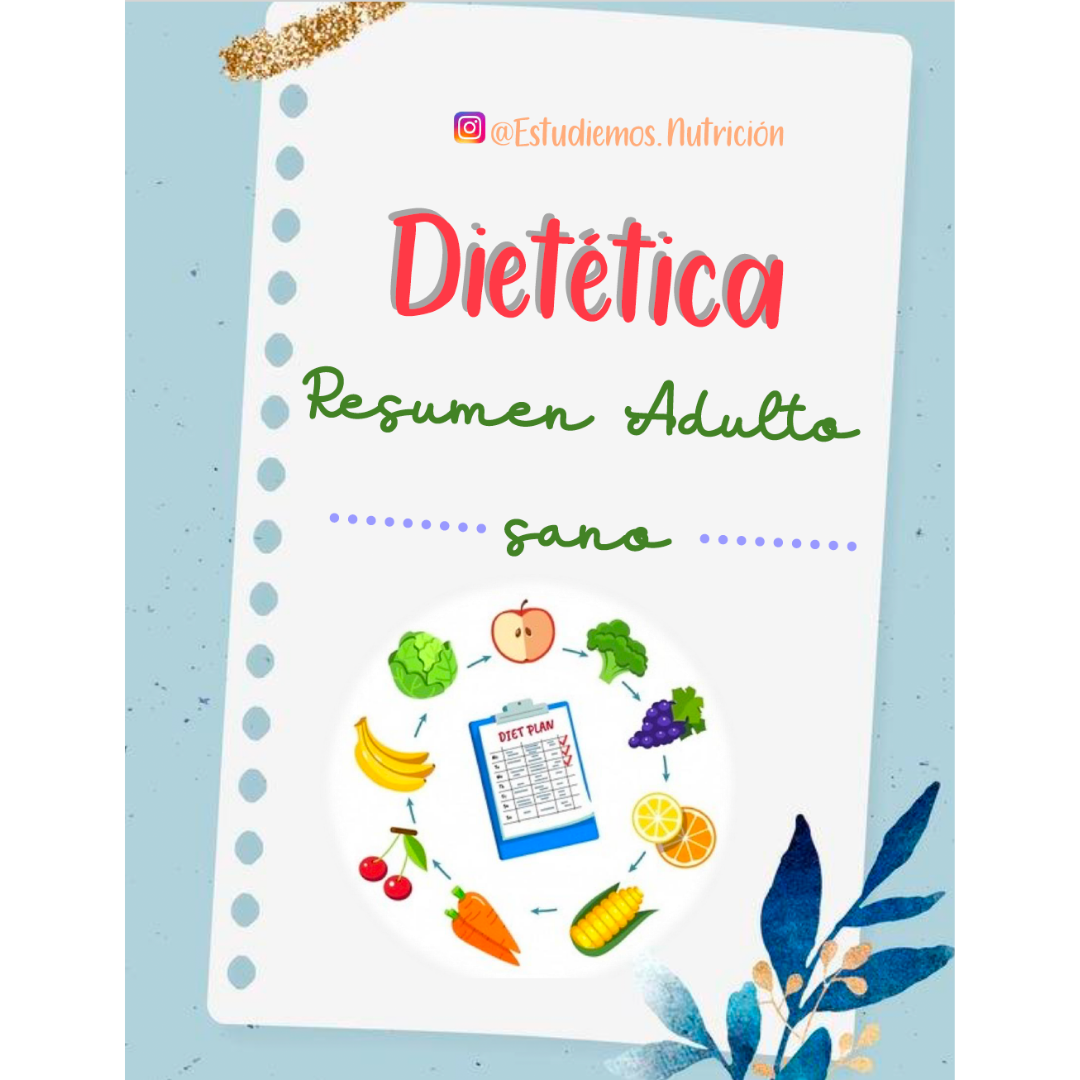 @Estudiemos.Nutrición
Dietética
Resumen Adulto
sano
DIET PLAN